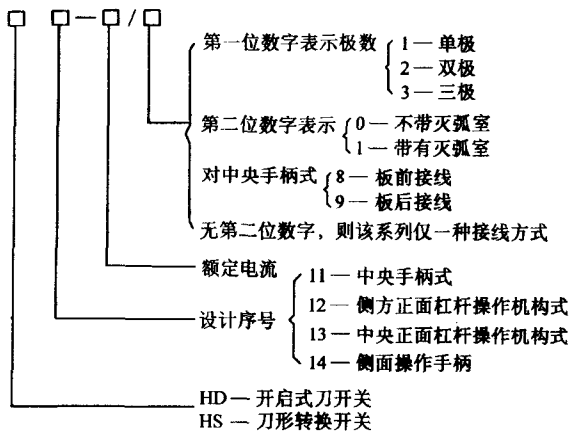 □ □—□/□
第一位数字表示极数
1—单极
2—双极
3—三极
第二位数字表示
0—不带灭弧室
1—带有灭弧室
对中央手柄式
8—板前接线
9—板后接线
无第二位数字，则该系列仅一种接线方式
额定电流
设计序号
11—中央手柄式
12—侧方正面杠杆操作机构式
13—中央正面杠杆操作机构式
14—侧面操作手柄
HD—开启式刀开关
HS—刀形转换开关